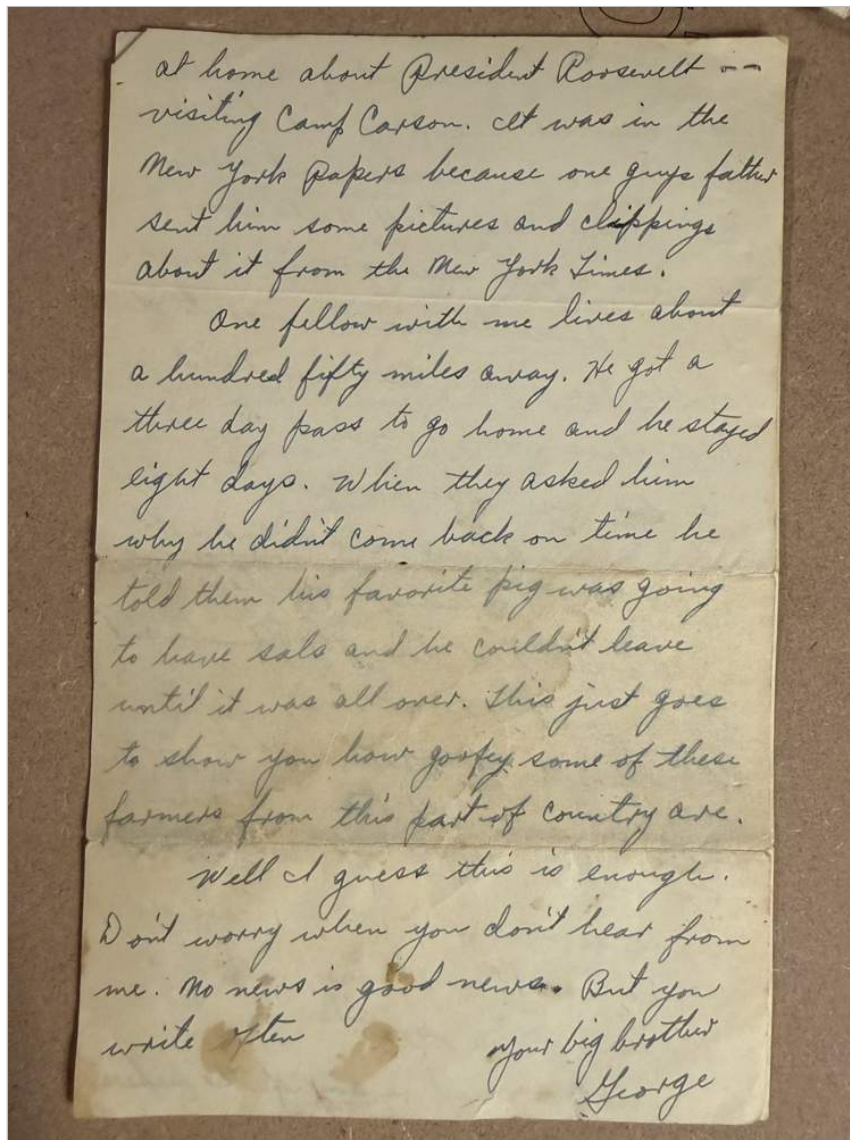 at home about President Roosevelt --
visiting Camp Carson. It was in the
New York Papers because one guys father
sent him some pictures and clippings
about it from the New York Times.
One fellow with me lives about
a hundred fifty miles away. He got a
three day pass to go home and he stayed
eight days. When they asked him
why he didn't come back on time he
told them his favorite pig was going
to have and he couldn't leave
until it was all over. This just goes
to show you how goofey some of these
farmers from this part of country are.
Well I guess this is enough.
Don't worry when you don't hear from
me. No news is good news. But you
write often
your big brother
George